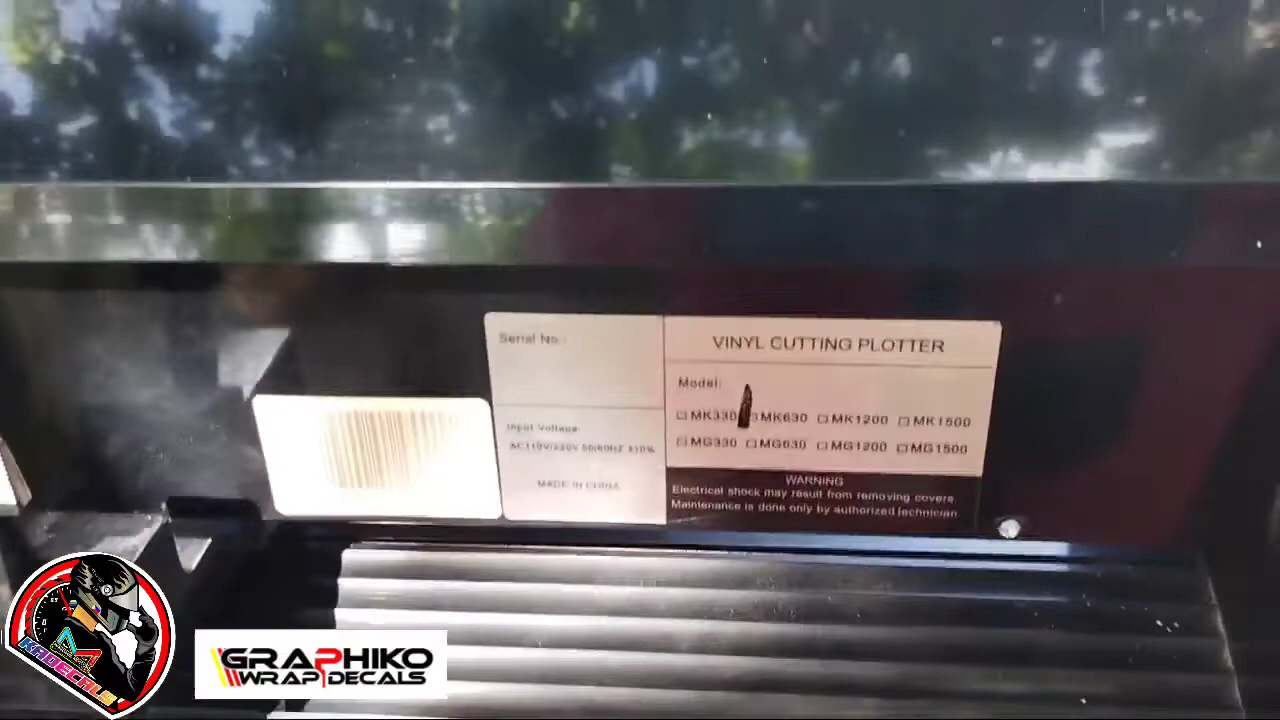 Serial No.:
Input Voltage:
AC110V/220V 50/60HZ ±10%
MADE IN CHINA
VINYL CUTTING PLOTTER
Model:
☐ MK330 ☐ MK630 ☐ MK1200 ☐ MK1500
☐ MG330 ☐ MG630 ☐ MG1200 ☐ MG1500
WARNING
Electrical shock may result from removing covers.
Maintenance is done only by authorized technician
KADECALS
GRAPHIKO
WRAP DECALS